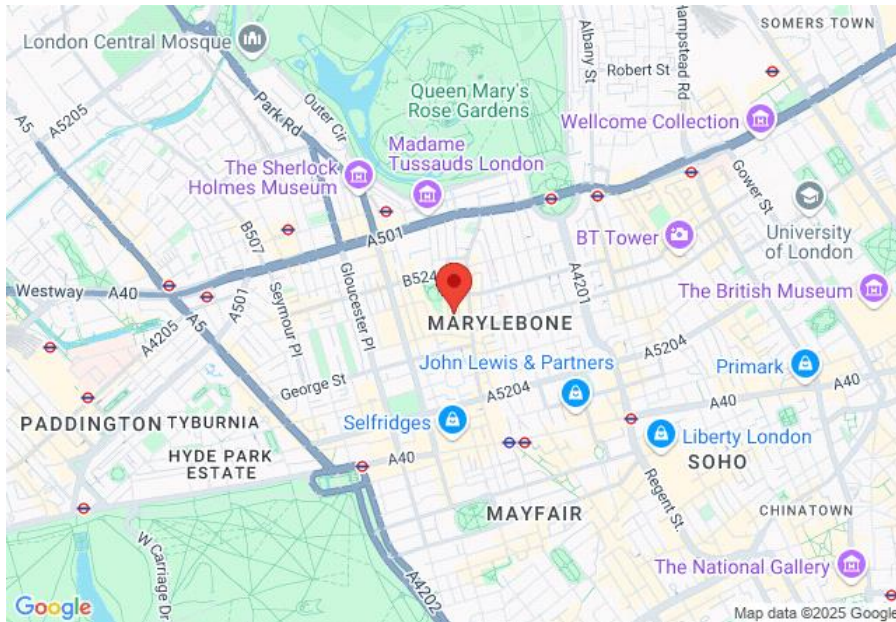 SOMERS TOWN
London Central Mosque
Albany St
Hampstead Rd
Robert St
A5
A5205
Park Rd
Outer Cir
Queen Mary's
Rose Gardens
Wellcome Collection
Madame
Tussauds London
The Sherlock
Holmes Museum
Gower St
University
of London
B507
A501
BT Tower
A4201
The British Museum
Westway
A40
A501
A4205
A5
Seymour Pl
Gloucester Pl
B524
MARYLEBONE
John Lewis & Partners
A5204
Primark
George St
A5204
A40
A40
PADDINGTON
TYBURNIA
Selfridges
Liberty London
HYDE PARK
ESTATE
A40
SOHO
Regent St.
MAYFAIR
CHINATOWN
W Carriage Dr
The National Gallery
A4202
Google
Map data ©2025 Google